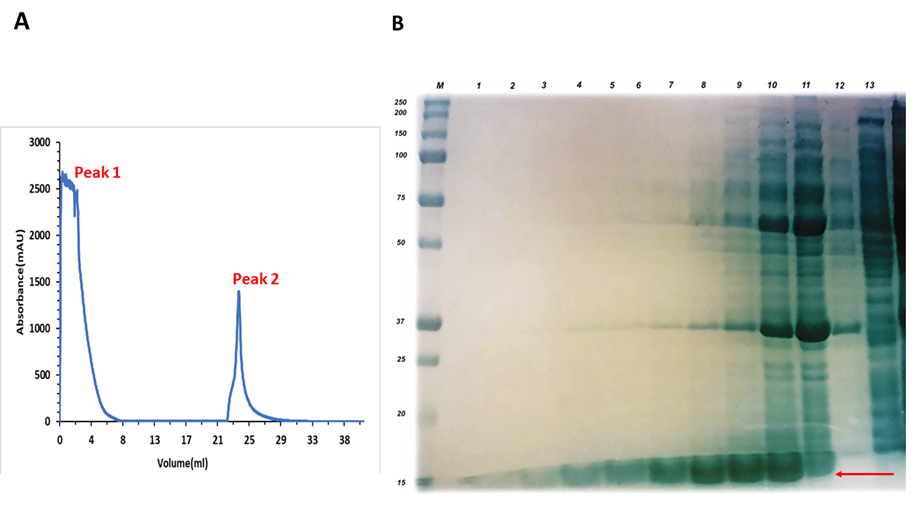 A
B
Peak 1
Peak 2
Absorbance(mAU)
3000
2500
2000
1500
1000
500
0
0 4 8 13 17 21 25 29 33 38
Volume(ml)
M 1 2 3 4 5 6 7 8 9 10 11 12 13
250
200
150
100
75
50
37
25
20
15